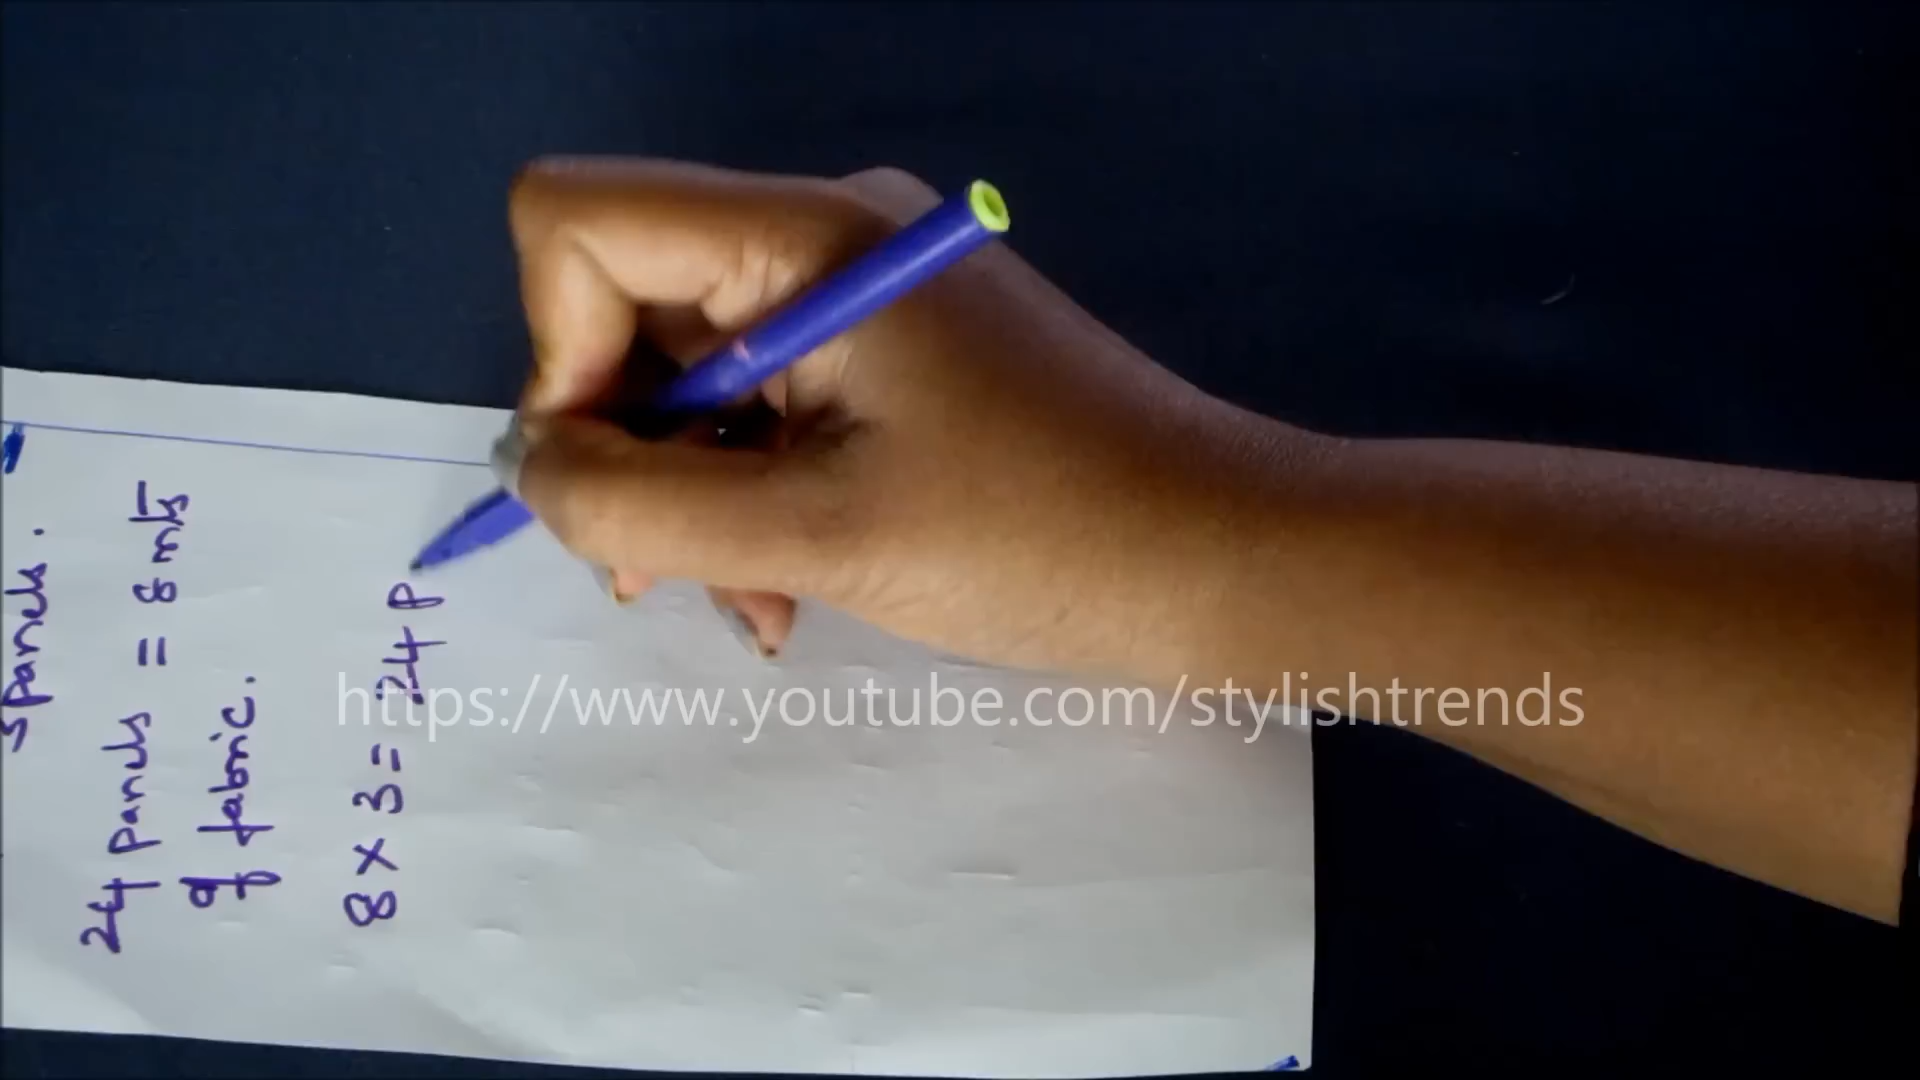 panels.
24 panels = 8 mts
of fabric.
8 x 3 = 24 P
https://www.youtube.com/stylishtrends